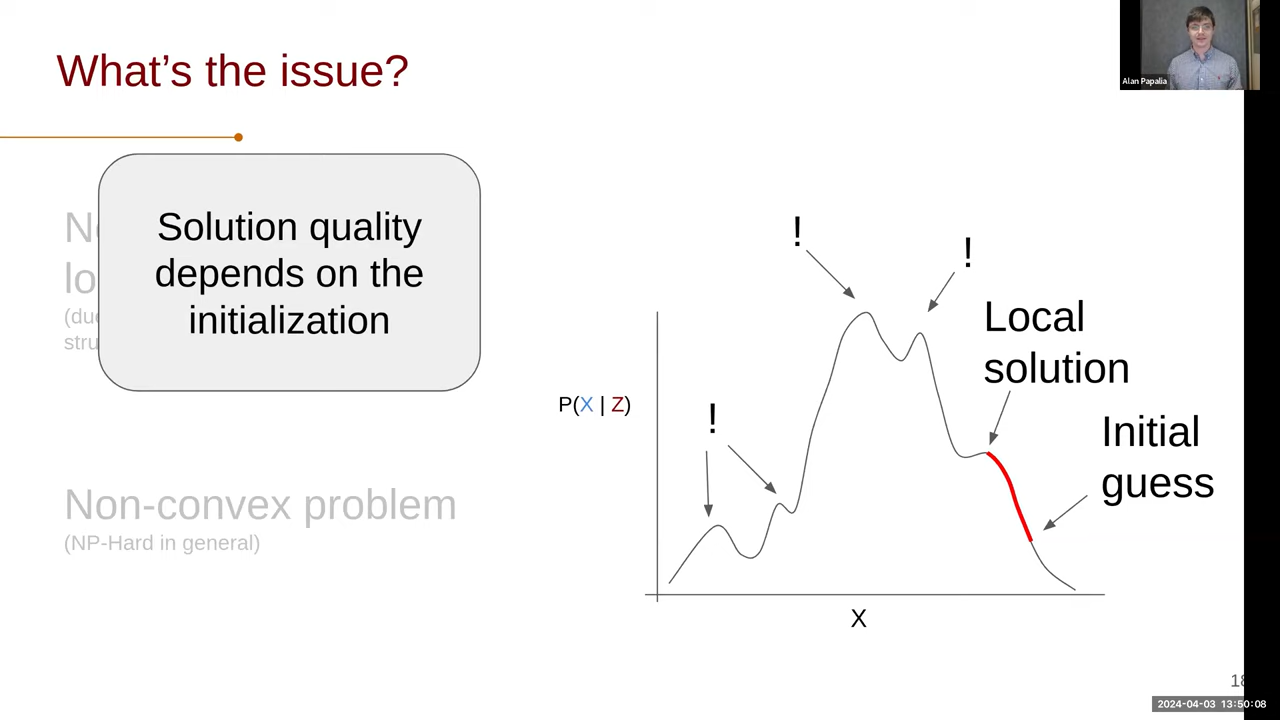 What's the issue?
Alan Papalia
Solution quality
depends on the
initialization
(
Non-convex problem
(NP-Hard in general)
!
!
!
Local
solution
Initial
guess
P(X | Z)
X
2024-04-03 13:50:08